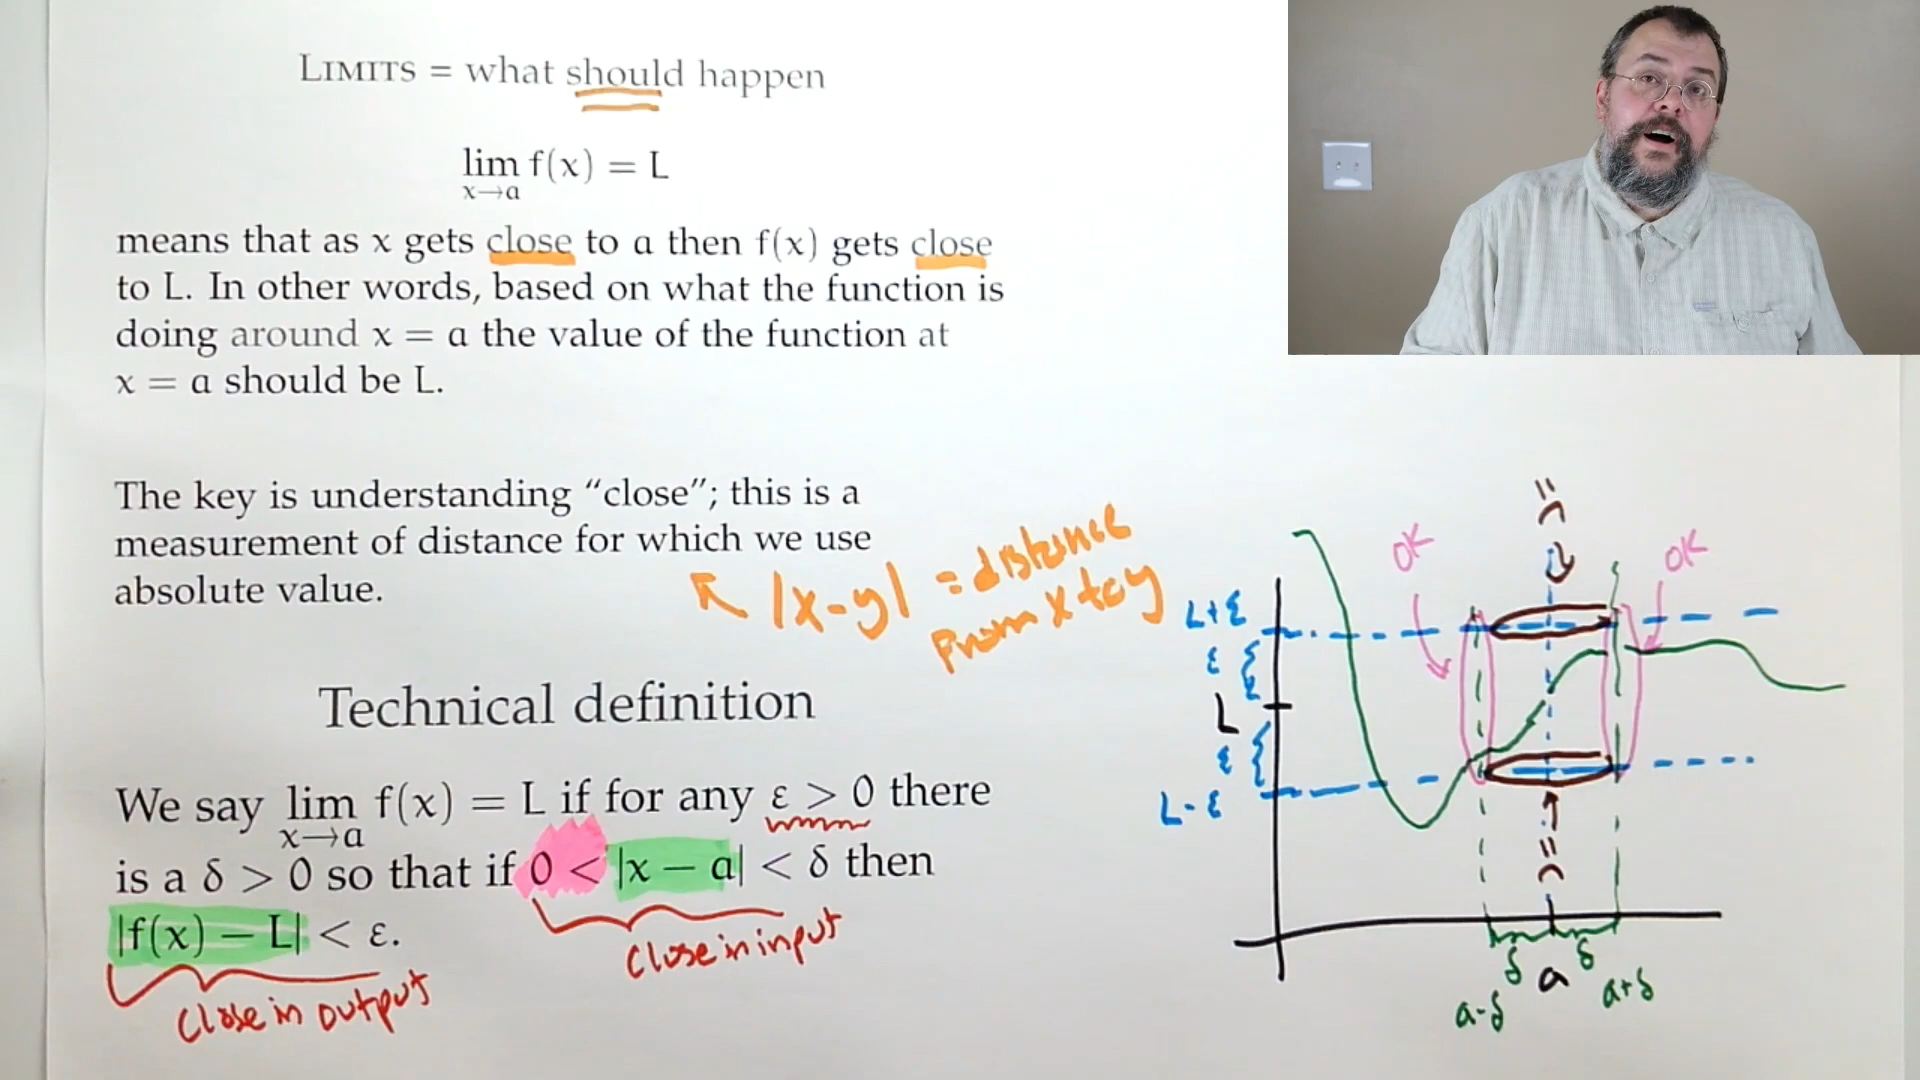 LIMITS = what should happen
lim f(x) = L
x→a
means that as x gets close to a then f(x) gets close
to L. In other words, based on what the function is
doing around x = a the value of the function at
x = a should be L.
The key is understanding “close”; this is a
measurement of distance for which we use
absolute value.
|x-y| = distance
from x to y
Technical definition
We say lim f(x) = L if for any ε > 0 there
x→a
is a δ > 0 so that if 0 < |x − a| < δ then
|f(x) − L| < ε.
close in input
close in output
OK
OK
L+ε
ε
L
ε
L-ε
δ
δ
a
a-δ
a+δ